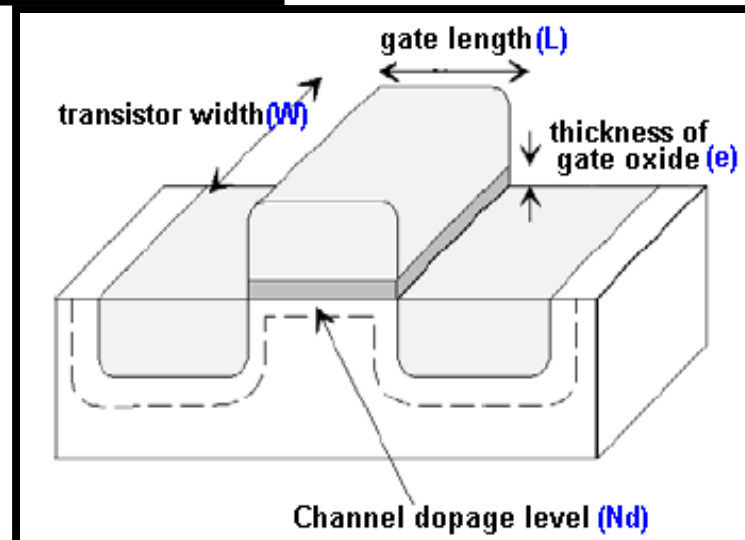 gate length(L)
transistor width(W)
thickness of
gate oxide (e)
Channel dopage level (Nd)